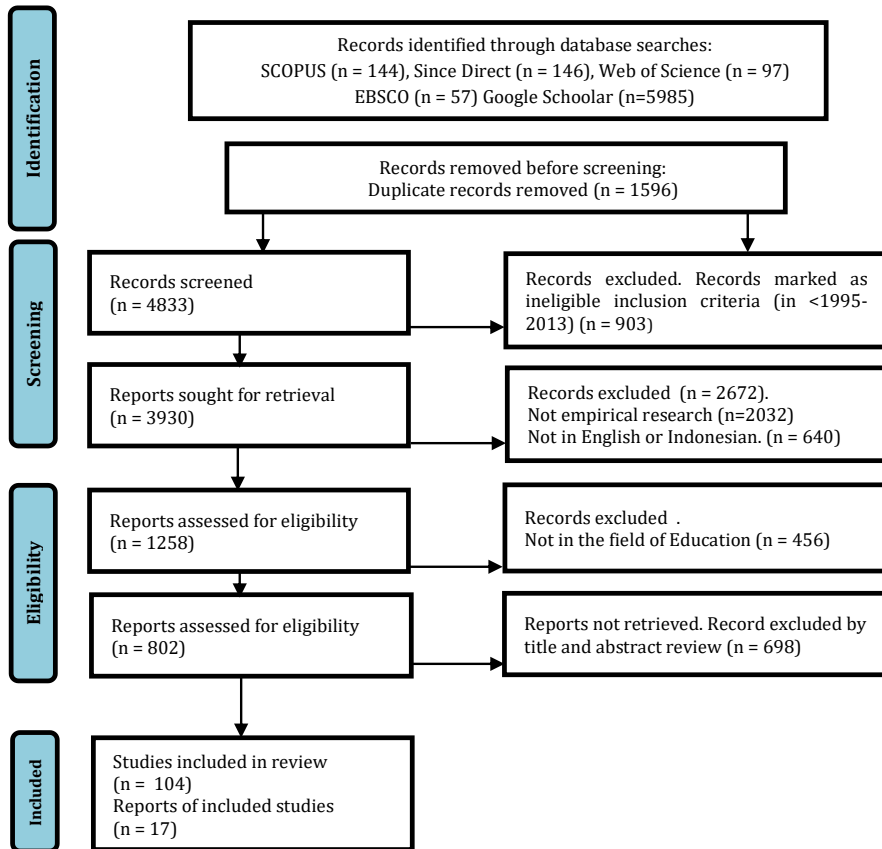 Identification
Records identified through database searches:
SCOPUS (n = 144), Since Direct (n = 146), Web of Science (n = 97)
EBSCO (n = 57) Google Schoolar (n=5985)
Records removed before screening:
Duplicate records removed (n = 1596)
Screening
Records screened
(n = 4833)
Records excluded. Records marked as
ineligible inclusion criteria (in <1995-
2013) (n = 903)
Reports sought for retrieval
(n = 3930)
Records excluded (n = 2672).
Not empirical research (n=2032)
Not in English or Indonesian. (n = 640)
Eligibility
Reports assessed for eligibility
(n = 1258)
Records excluded .
Not in the field of Education (n = 456)
Reports assessed for eligibility
(n = 802)
Reports not retrieved. Record excluded by
title and abstract review (n = 698)
Included
Studies included in review
(n = 104)
Reports of included studies
(n = 17)